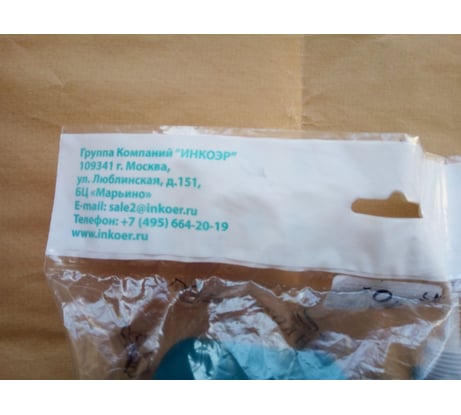 Группа Компаний "ИНКОЭР"
109341 г. Москва,
ул. Люблинская, д.151,
БЦ «Марьино»
E-mail: sale2@inkoer.ru
Телефон: +7 (495) 664-20-19
www.inkoer.ru